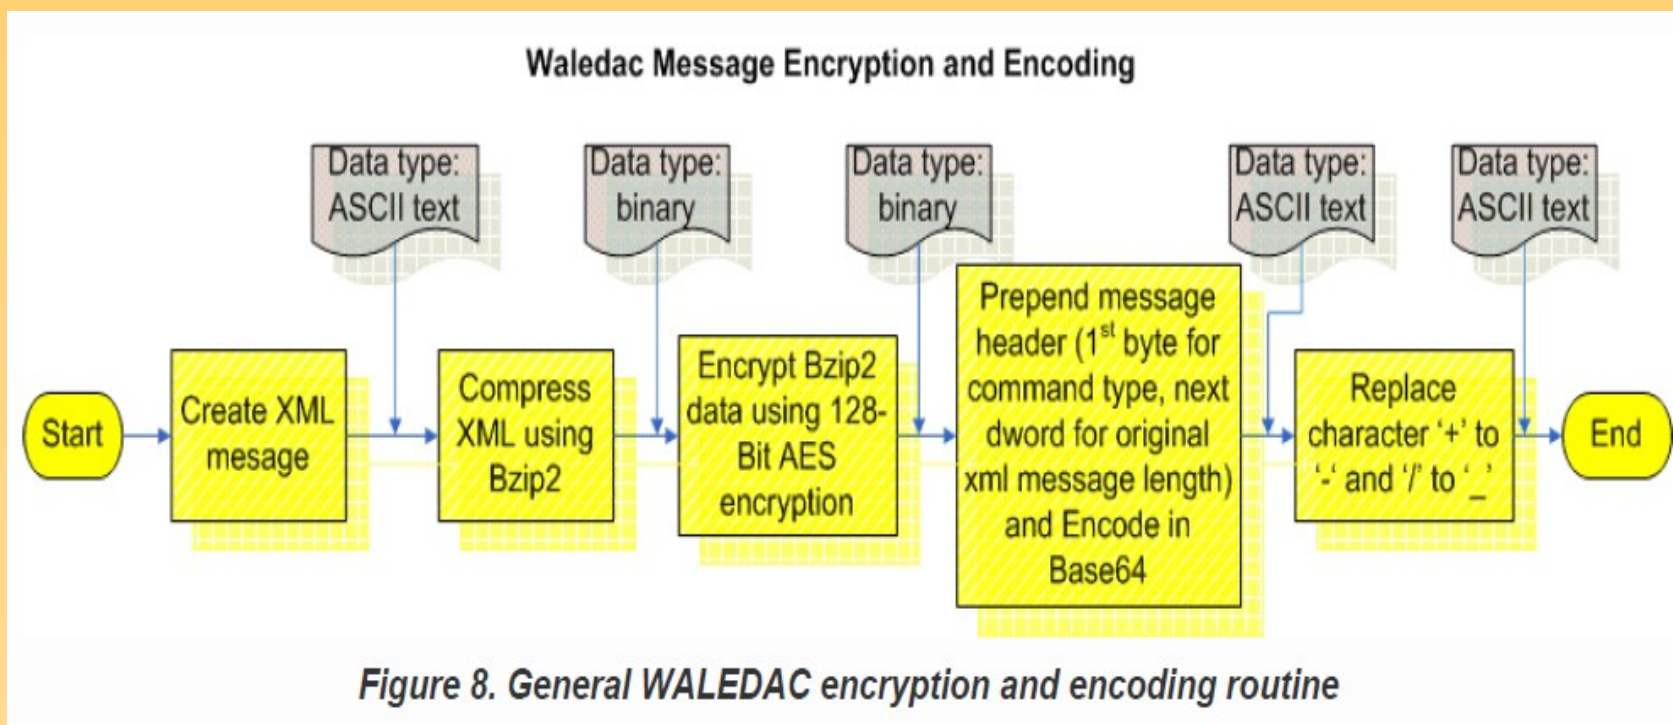 Waledac Message Encryption and Encoding
Data type:
ASCII text
Data type:
binary
Data type:
binary
Data type:
ASCII text
Data type:
ASCII text
Start
Create XML
mesage
Compress
XML using
Bzip2
Encrypt Bzip2
data using 128-
Bit AES
encryption
Prepend message
header (1st byte for
command type, next
dword for original
xml message length)
and Encode in
Base64
Replace
character ‘+’ to
‘-‘ and ‘/’ to ‘_’
End
Figure 8. General WALEDAC encryption and encoding routine